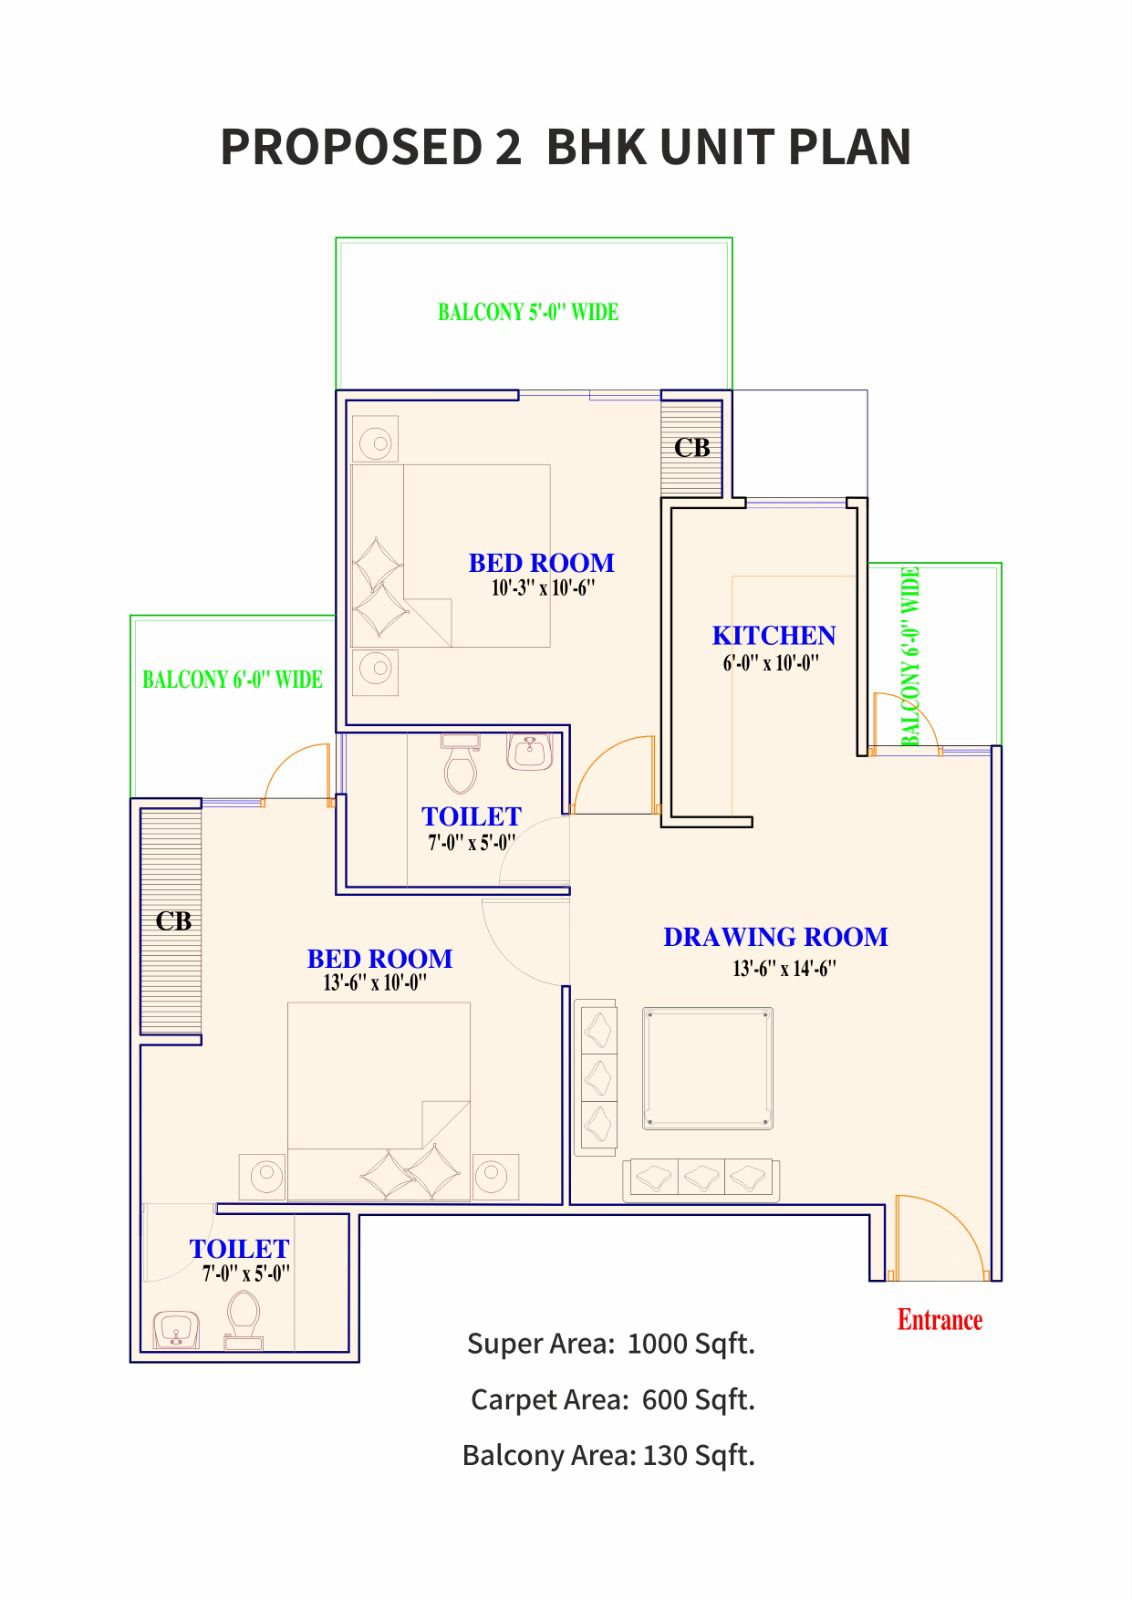 PROPOSED 2 BHK UNIT PLAN
BALCONY 5'-0" WIDE
CB
BED ROOM
10'-3" x 10'-6"
BALCONY 6'-0" WIDE
KITCHEN
6'-0" x 10'-0"
BALCONY 6'-0" WIDE
TOILET
7'-0" x 5'-0"
CB
BED ROOM
13'-6" x 10'-0"
DRAWING ROOM
13'-6" x 14'-6"
TOILET
7'-0" x 5'-0"
Entrance
Super Area: 1000 Sqft.
Carpet Area: 600 Sqft.
Balcony Area: 130 Sqft.